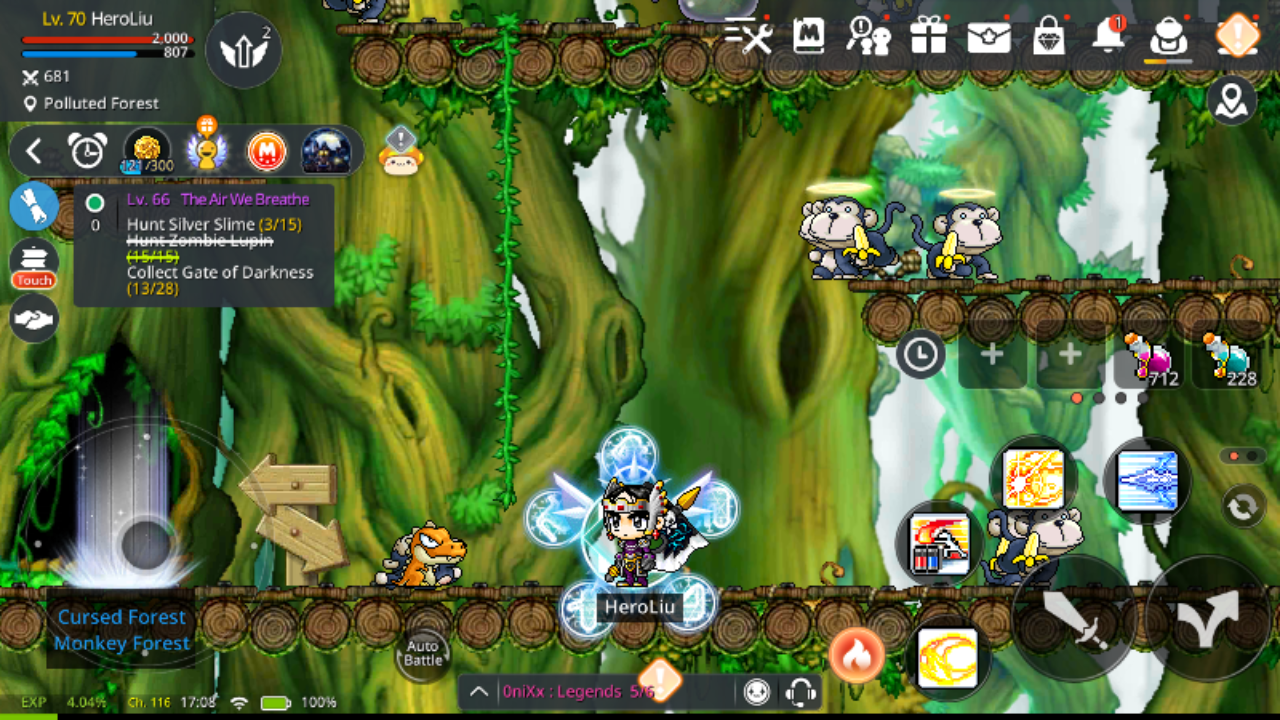 Lv. 70 HeroLiu
2,000
807
2
681
Polluted Forest
1
121/300
Lv. 66 The Air We Breathe
0
Hunt Silver Slime (3/15)
Hunt Zombie Lupin
(15/15)
Collect Gate of Darkness
(13/28)
Touch
712
228
HeroLiu
Cursed Forest
Monkey Forest
Auto
Battle
0niXx : Legends 5/6
EXP 4.04% Ch. 116 17:08 100%